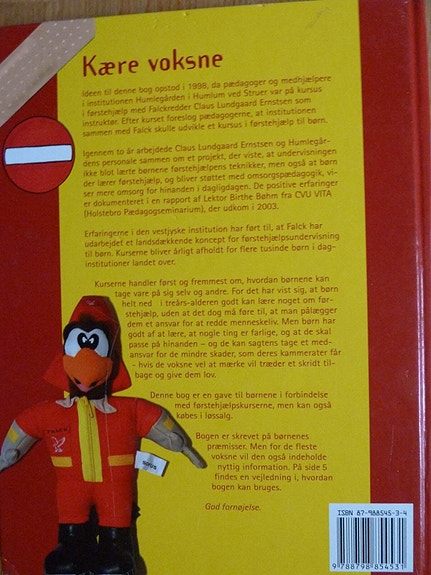 Kære voksne
Ideen til denne bog opstod i 1998, da pædagoger og medhjælpere
i institutionen Humlegården i Humlum ved Struer var på kursus
i førstehjælp med Falckredder Claus Lundgaard Ernstsen som
instruktør. Efter kurset foreslog pædagogerne, at institutionen
sammen med Falck skulle udvikle et kursus i førstehjælp til børn.
Igennem to år arbejdede Claus Lundgaard Ernstsen og Humlegår-
dens personale sammen om et projekt, der viste, at undervisningen
ikke blot lærte børnene førstehjælpens teknikker, men også at børn
der lærer førstehjælp, og bliver støttet med omsorgspædagogik, vi-
ser mere omsorg for hinanden i dagligdagen. De positive erfaringer
er dokumenteret i en rapport af Lektor Birthe Bøhm fra CVU VITA
(Holstebro Pædagogseminarium), der udkom i 2003.
Erfaringerne i den vestjyske institution har ført til, at Falck har
udarbejdet et landsdækkende koncept for førstehjælpsundervisning
til børn. Kurserne bliver årligt afholdt for flere tusinde børn i dag-
institutioner landet over.
Kurserne handler først og fremmest om, hvordan børnene kan
tage vare på sig selv og andre. For det har vist sig, at børn
helt ned i treårs-alderen godt kan lære noget om før-
stehjælp, uden at det dog må føre til, at man pålægger
dem et ansvar for at redde menneskeliv. Men børn har
godt af at lære, at nogle ting er farlige, og at de skal
passe på hinanden – og de kan sagtens tage et med-
ansvar for de mindre skader, som deres kammerater får
– hvis de voksne vel at mærke vil træder et skridt til-
bage og give dem lov.
Denne bog er en gave til børnene i forbindelse
med førstehjælpskurserne, men kan også
købes i løssalg.
Bogen er skrevet på børnenes
præmisser. Men for de fleste
voksne vil den også indeholde
nyttig information. På side 5
findes en vejledning i, hvordan
bogen kan bruges.
God fornøjelse.
FALCK
ISBN 87-988545-3-4
9 788798 854531